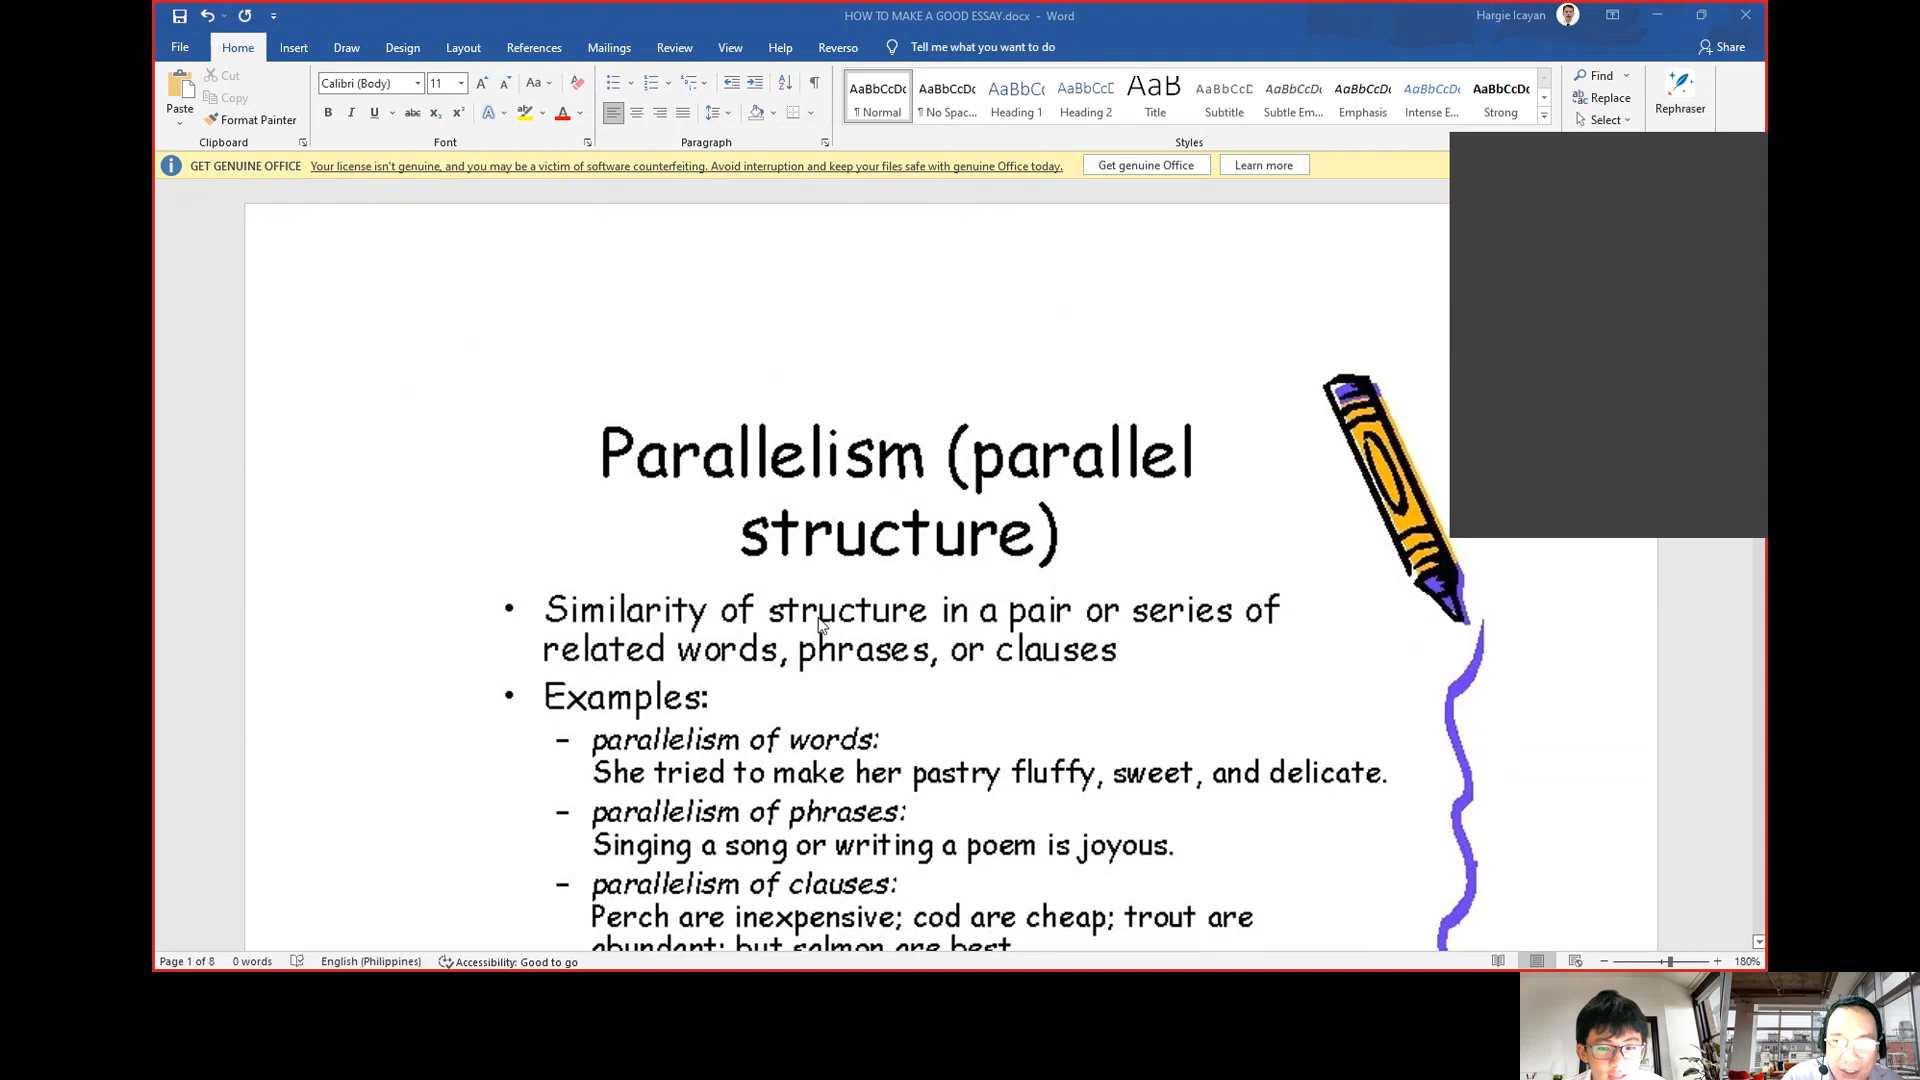 HOW TO MAKE A GOOD ESSAY.docx - Word
Hargie Icayan
File Home Insert Draw Design Layout References Mailings Review View Help Reverso Tell me what you want to do Share
Paste
Cut
Copy
Format Painter
Clipboard
Calibri (Body) 11
Font
Paragraph
AaBbCcDc AaBbCcDc AaBbC( AaBbCcC AaB AaBbCcD AaBbCcDc AaBbCcDc AaBbCcDc AaBbCcDc
¶ Normal ¶ No Spac... Heading 1 Heading 2 Title Subtitle Subtle Em... Emphasis Intense E... Strong
Styles
Find
Replace
Select
Rephraser
GET GENUINE OFFICE Your license isn't genuine, and you may be a victim of software counterfeiting. Avoid interruption and keep your files safe with genuine Office today. Get genuine Office Learn more
Parallelism (parallel
structure)
• Similarity of structure in a pair or series of
related words, phrases, or clauses
• Examples:
– parallelism of words:
She tried to make her pastry fluffy, sweet, and delicate.
– parallelism of phrases:
Singing a song or writing a poem is joyous.
– parallelism of clauses:
Perch are inexpensive; cod are cheap; trout are
abundant; but salmon are best
Page 1 of 8 0 words English (Philippines) Accessibility: Good to go 180%